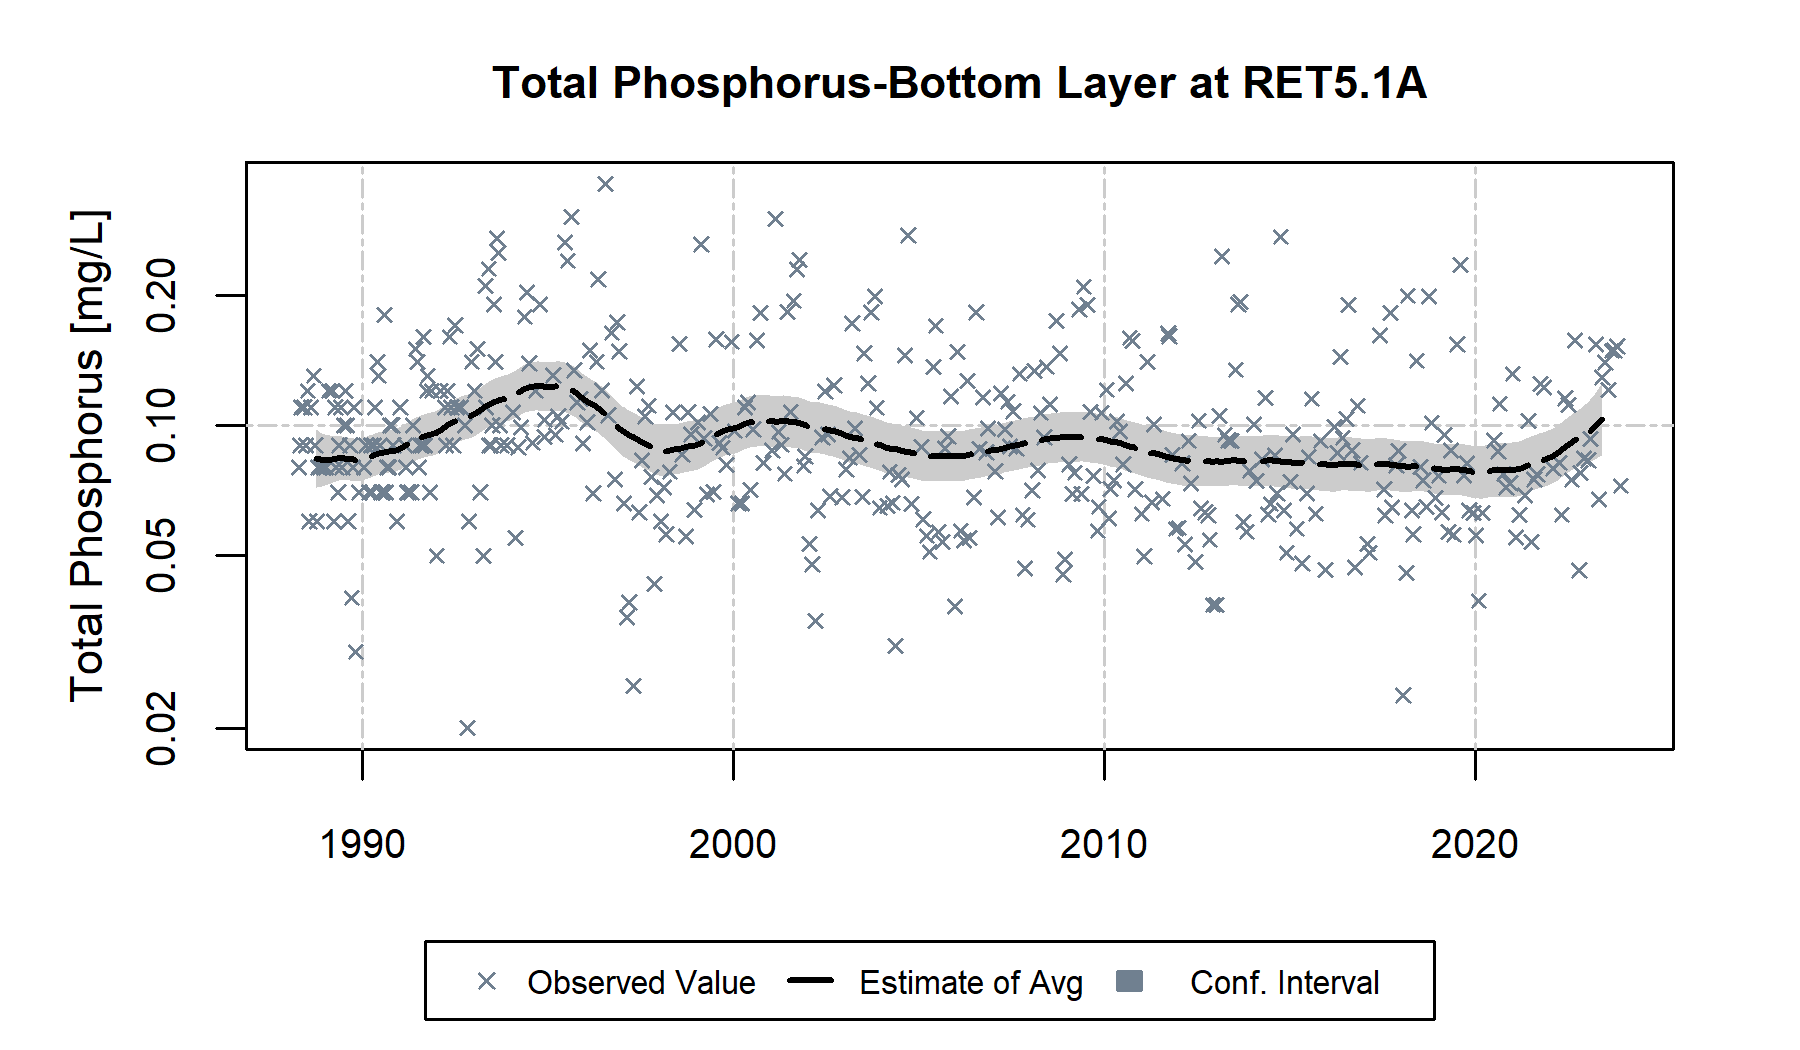 Total Phosphorus-Bottom Layer at RET5.1A
Total Phosphorus [mg/L]
0.20
0.10
0.05
0.02
1990 2000 2010 2020
Observed Value Estimate of Avg Conf. Interval